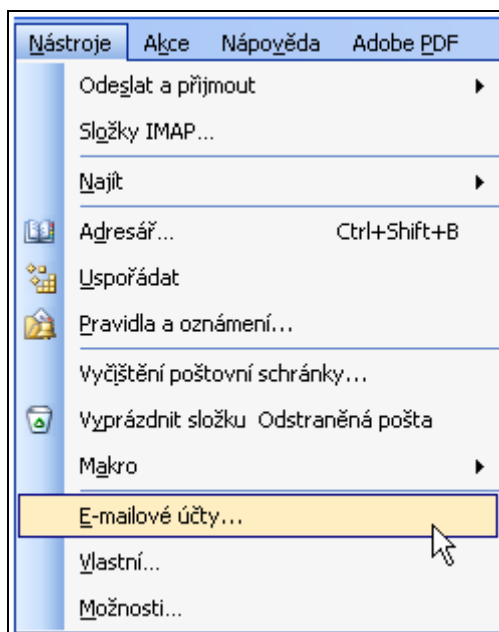 Nástroje Akce Nápověda Adobe PDF
Odeslat a přijmout
Složky IMAP...
Najít
Adresář... Ctrl+Shift+B
Uspořádat
Pravidla a oznámení...
Vyčištění poštovní schránky...
Vyprázdnit složku Odstraněná pošta
Makro
E-mailové účty...
Vlastní...
Možnosti...